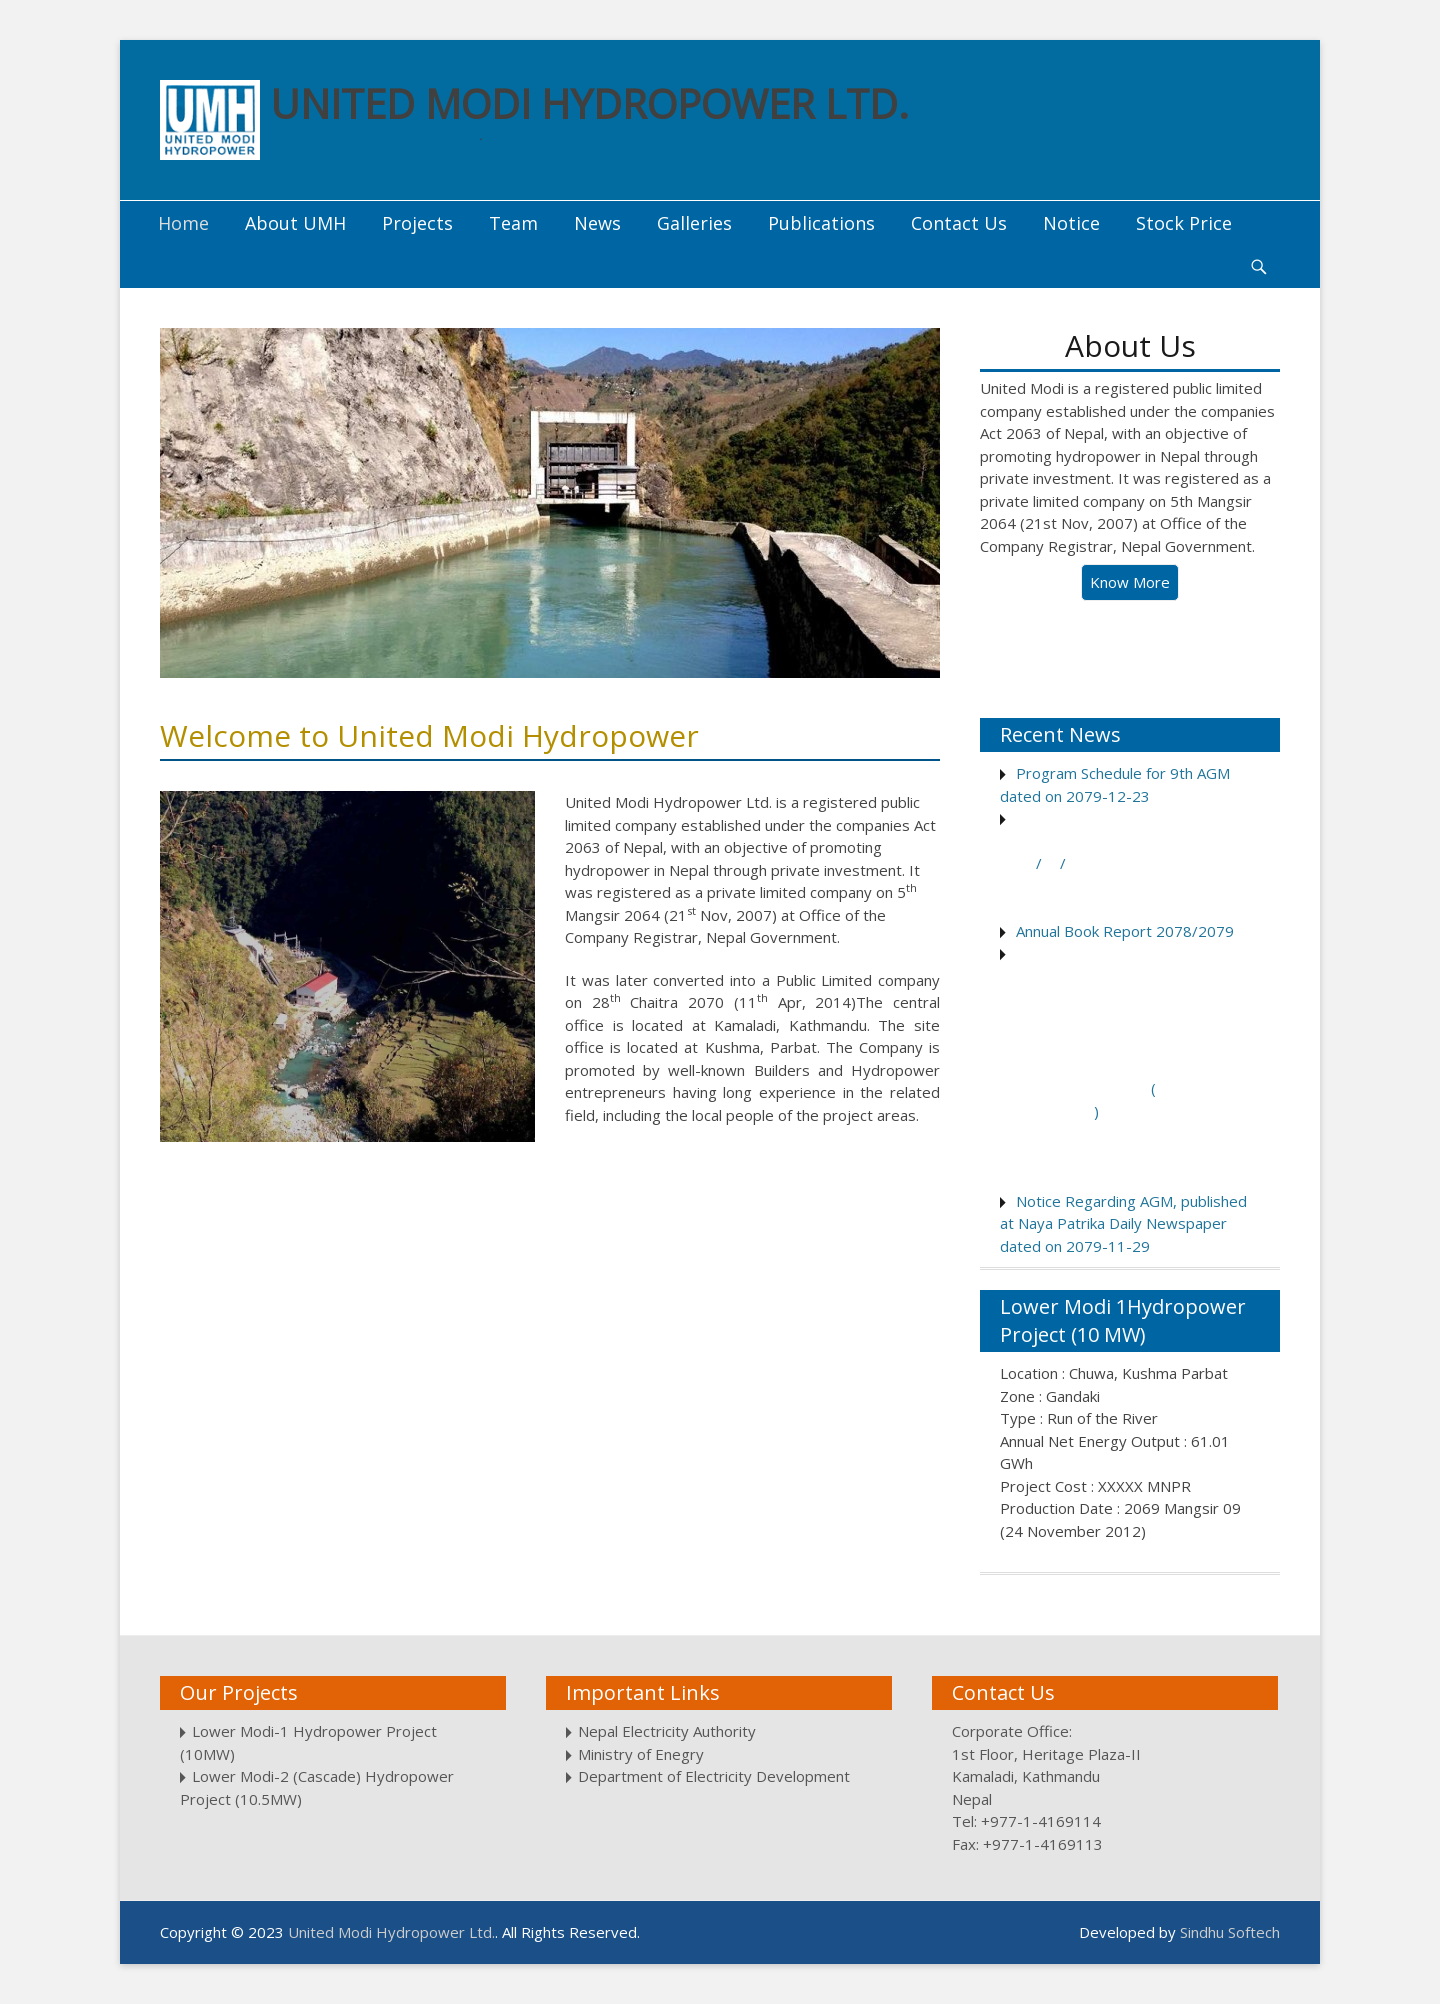 UMH
UNITED MODI
HYDROPOWER
UNITED MODI HYDROPOWER LTD.
Home
About UMH
Projects
Team
News
Galleries
Publications
Contact Us
Notice
Stock Price
About Us
United Modi is a registered public limited
company established under the companies
Act 2063 of Nepal, with an objective of
promoting hydropower in Nepal through
private investment. It was registered as a
private limited company on 5th Mangsir
2064 (21st Nov, 2007) at Office of the
Company Registrar, Nepal Government.
Know More
Welcome to United Modi Hydropower
United Modi Hydropower Ltd. is a registered public
limited company established under the companies Act
2063 of Nepal, with an objective of promoting
hydropower in Nepal through private investment. It
was registered as a private limited company on 5th
Mangsir 2064 (21st Nov, 2007) at Office of the
Company Registrar, Nepal Government.
It was later converted into a Public Limited company
on 28th Chaitra 2070 (11th Apr, 2014)The central
office is located at Kamaladi, Kathmandu. The site
office is located at Kushma, Parbat. The Company is
promoted by well-known Builders and Hydropower
entrepreneurs having long experience in the related
field, including the local people of the project areas.
Recent News
Program Schedule for 9th AGM
dated on 2079-12-23
/ /
Annual Book Report 2078/2079
(
)
Notice Regarding AGM, published
at Naya Patrika Daily Newspaper
dated on 2079-11-29
Lower Modi 1Hydropower
Project (10 MW)
Location : Chuwa, Kushma Parbat
Zone : Gandaki
Type : Run of the River
Annual Net Energy Output : 61.01
GWh
Project Cost : XXXXX MNPR
Production Date : 2069 Mangsir 09
(24 November 2012)
Our Projects
Lower Modi-1 Hydropower Project
(10MW)
Lower Modi-2 (Cascade) Hydropower
Project (10.5MW)
Important Links
Nepal Electricity Authority
Ministry of Enegry
Department of Electricity Development
Contact Us
Corporate Office:
1st Floor, Heritage Plaza-II
Kamaladi, Kathmandu
Nepal
Tel: +977-1-4169114
Fax: +977-1-4169113
Copyright © 2023 United Modi Hydropower Ltd.. All Rights Reserved.
Developed by Sindhu Softech